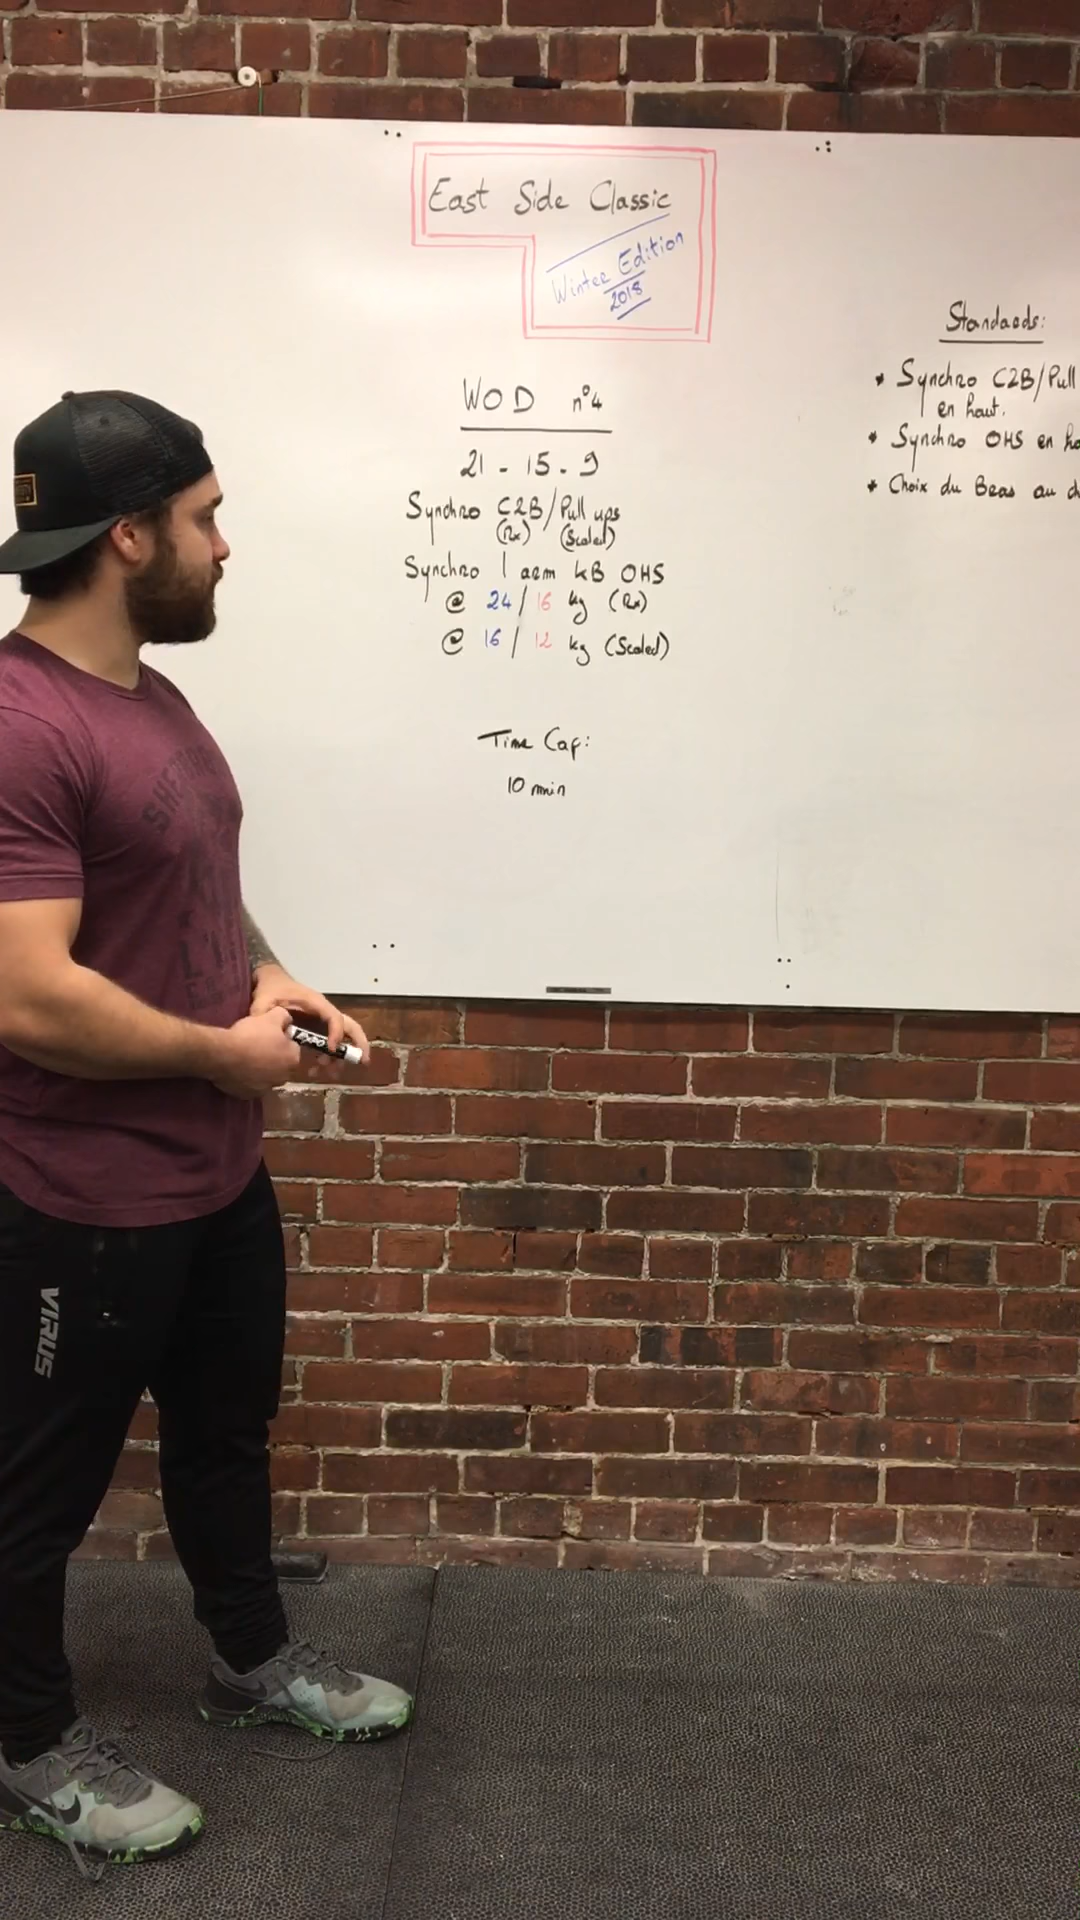 East Side Classic
Winter Edition
2018
WOD n°4
21 - 15 - 9
Synchro C2B/Pull ups
(Rx) (Scaled)
Synchro 1 arm KB OHS
@ 24/16 kg (Rx)
@ 16/12 kg (Scaled)
Time Cap:
10 min
Standards:
* Synchro C2B/Pull
en haut.
* Synchro OHS en
* Choix du Bras au
VIRUS